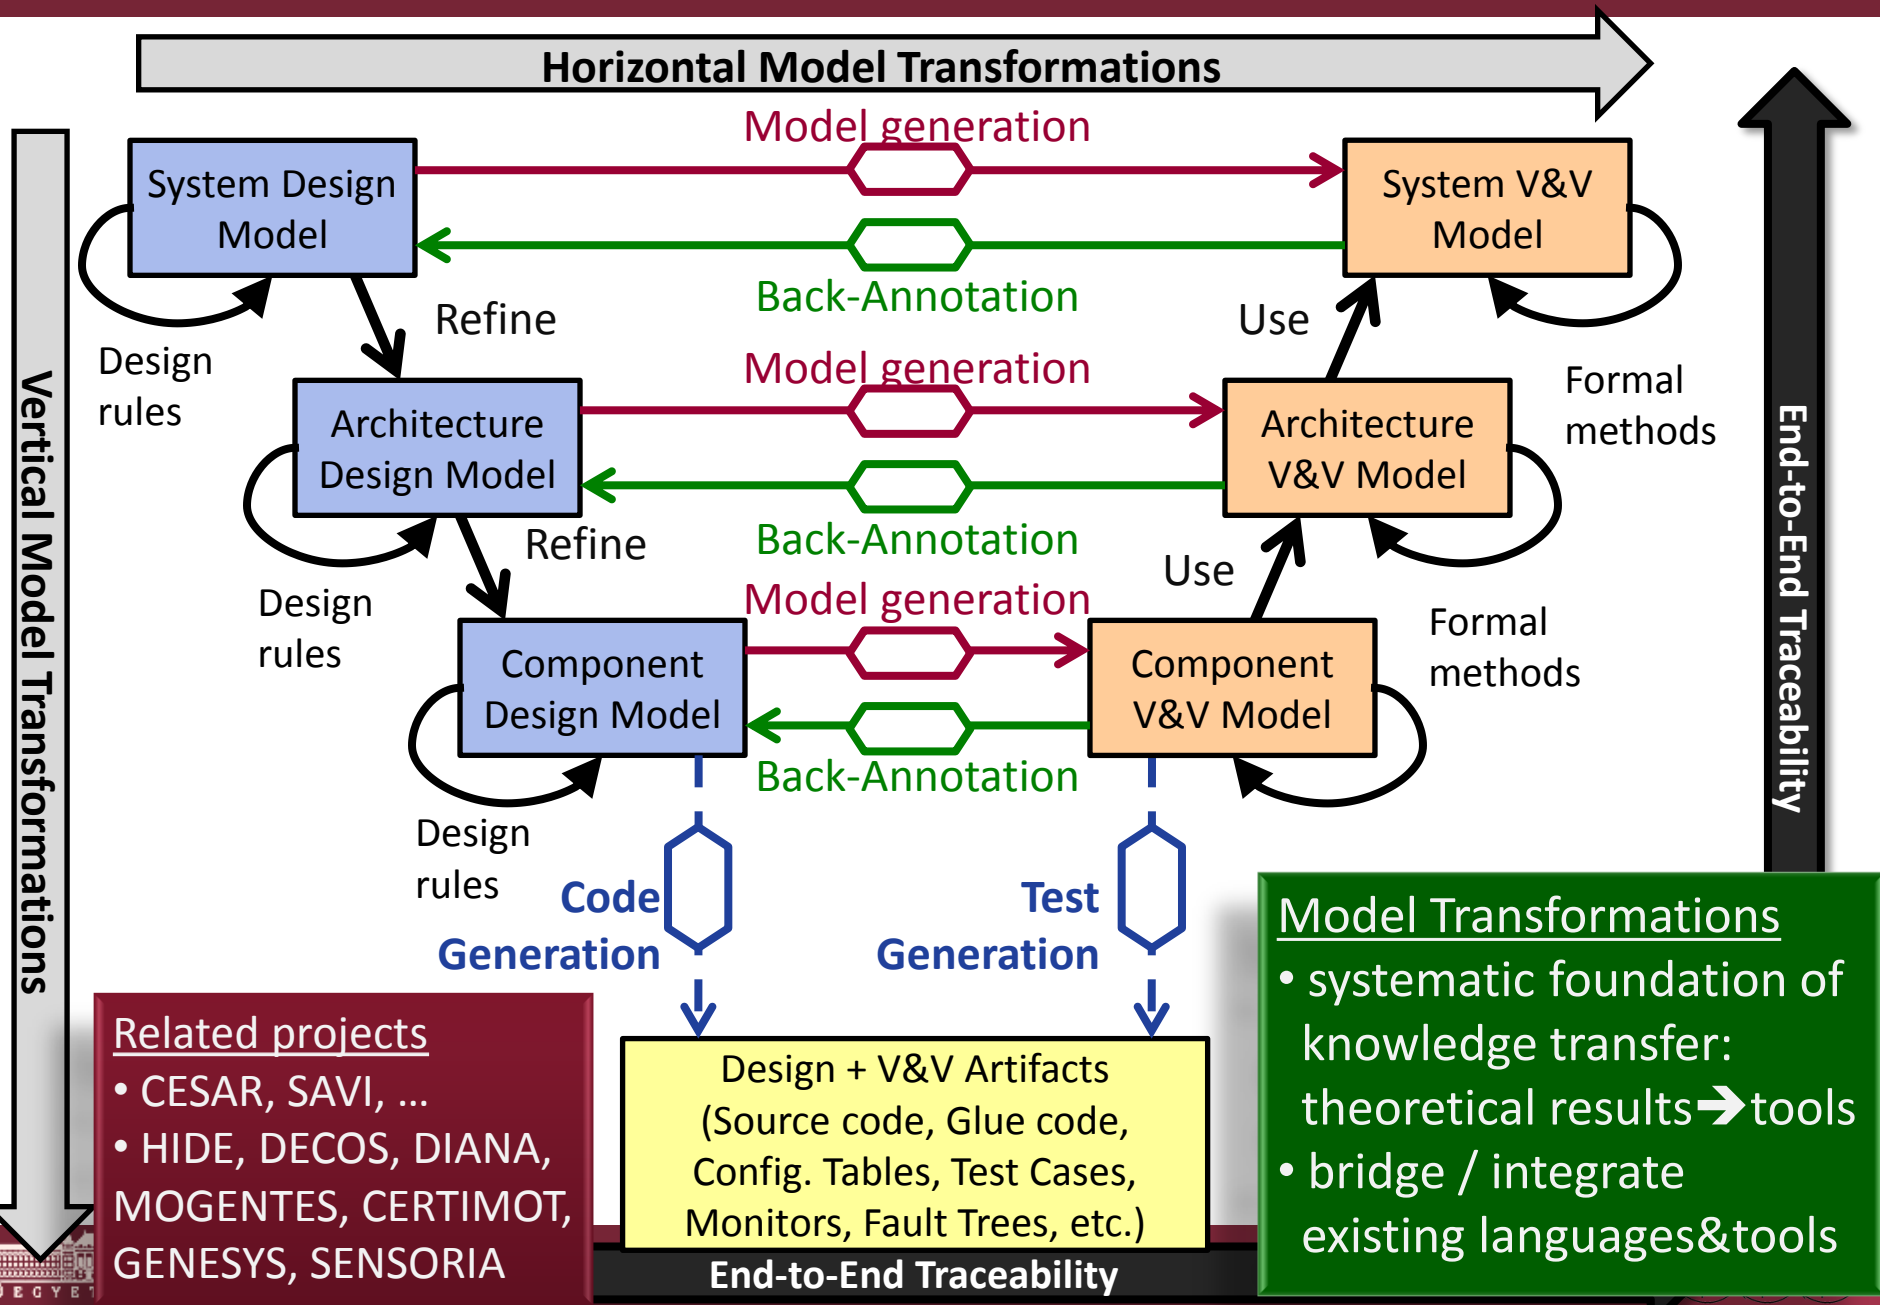 Horizontal Model Transformations
Model generation
System Design
Model
System V&V
Model
Back-Annotation
Refine
Use
Design
rules
Model generation
Formal
methods
Architecture
Design Model
Architecture
V&V Model
Back-Annotation
Refine
Use
Design
rules
Model generation
Formal
methods
Component
Design Model
Component
V&V Model
Back-Annotation
Design
rules
Code
Generation
Test
Generation
Vertical Model Transformations
End-to-End Traceability
Related projects
• CESAR, SAVI, ...
• HIDE, DECOS, DIANA,
MOGENTES, CERTIMOT,
GENESYS, SENSORIA
Design + V&V Artifacts
(Source code, Glue code,
Config. Tables, Test Cases,
Monitors, Fault Trees, etc.)
Model Transformations
• systematic foundation of
knowledge transfer:
theoretical results➔tools
• bridge / integrate
existing languages&tools
End-to-End Traceability